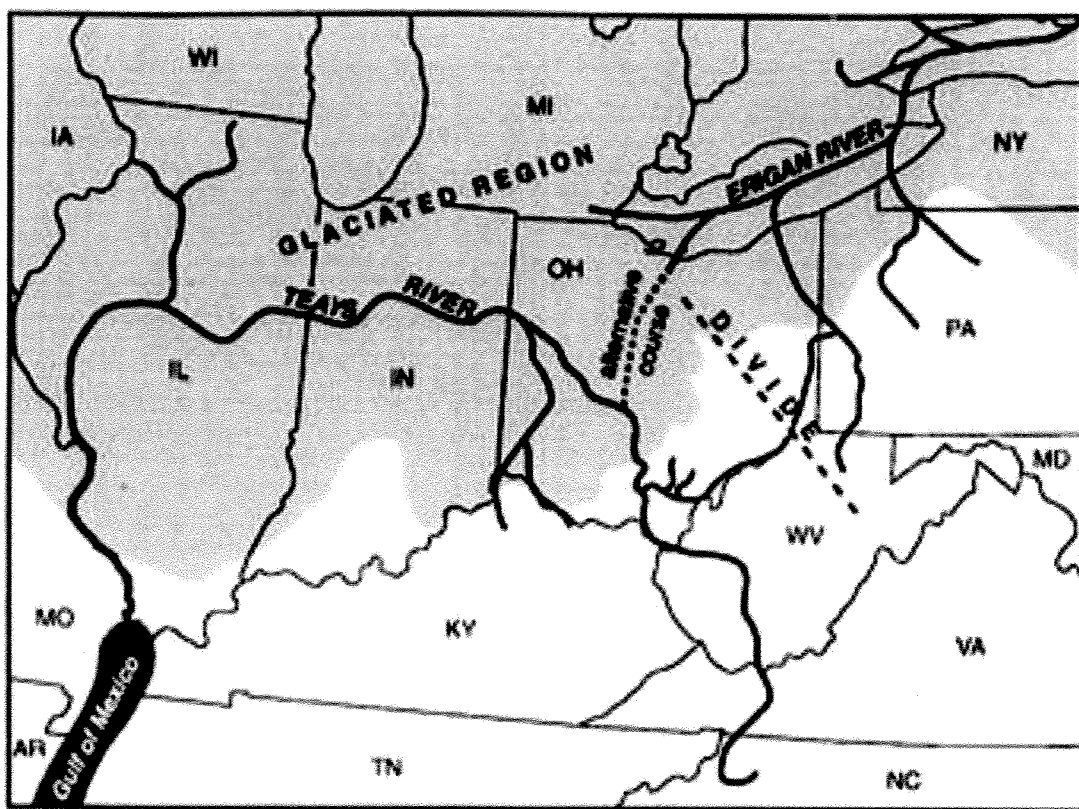 WI
MI
IA
NY
ERIGAN RIVER
GLACIATED REGION
OH
TEAYS RIVER
alternative
course
DIVIDE
PA
IL
IN
MD
WV
MO
KY
VA
Gulf of Mexico
AR
TN
NC